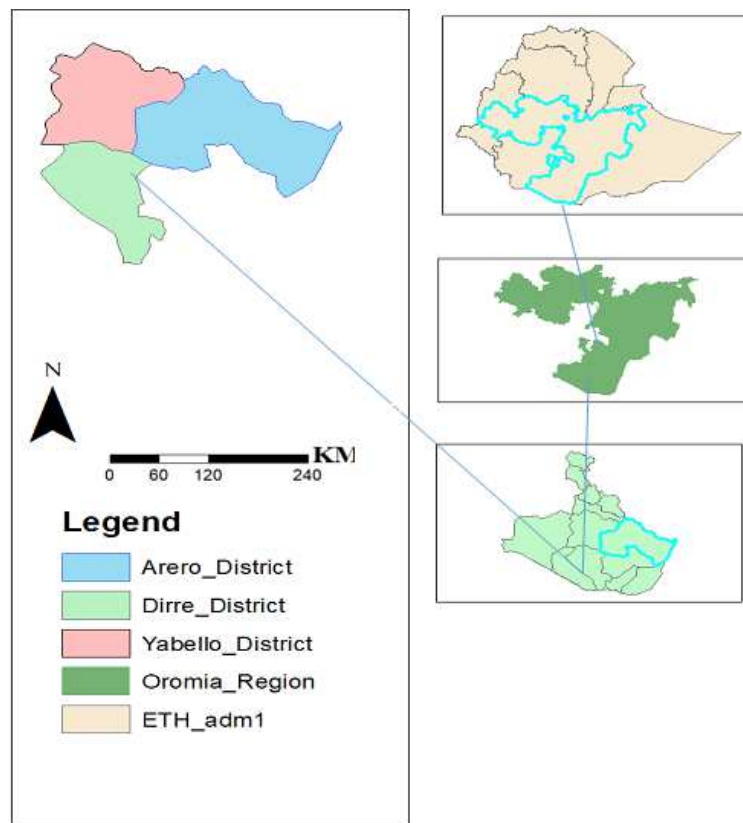 N
KM
0 60 120 240
Legend
Arero_District
Dirre_District
Yabello_District
Oromia_Region
ETH_adm1